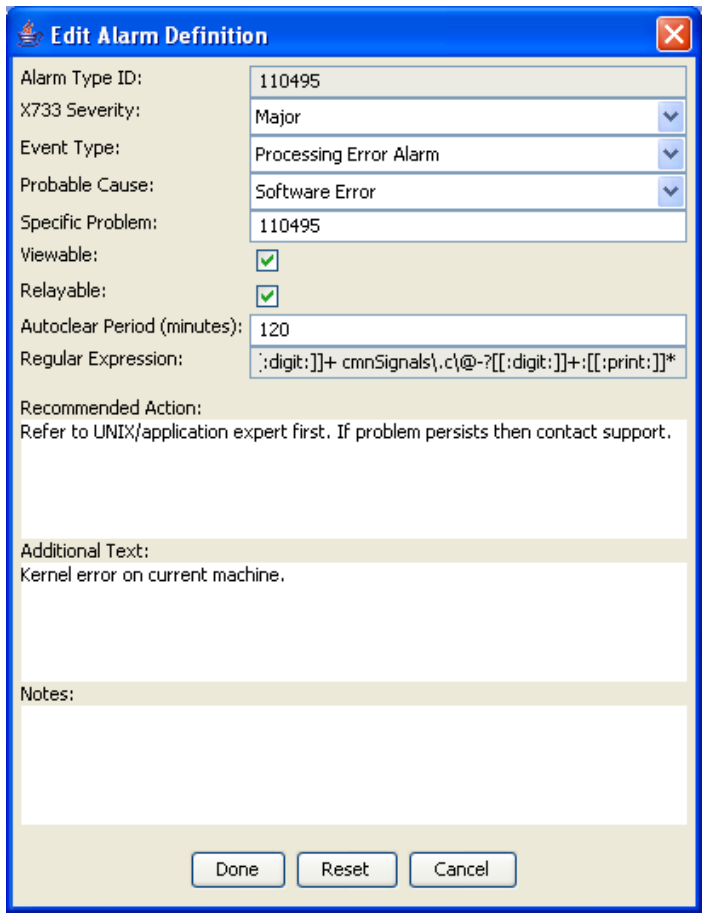 Edit Alarm Definition
Alarm Type ID: 110495
X733 Severity: Major
Event Type: Processing Error Alarm
Probable Cause: Software Error
Specific Problem: 110495
Viewable:
Relayable:
Autoclear Period (minutes): 120
Regular Expression: :digit:]]+ cmnSignals\.c\@-?[[:digit:]]+:[[:print:]]*
Recommended Action:
Refer to UNIX/application expert first. If problem persists then contact support.
Additional Text:
Kernel error on current machine.
Notes:
Done Reset Cancel